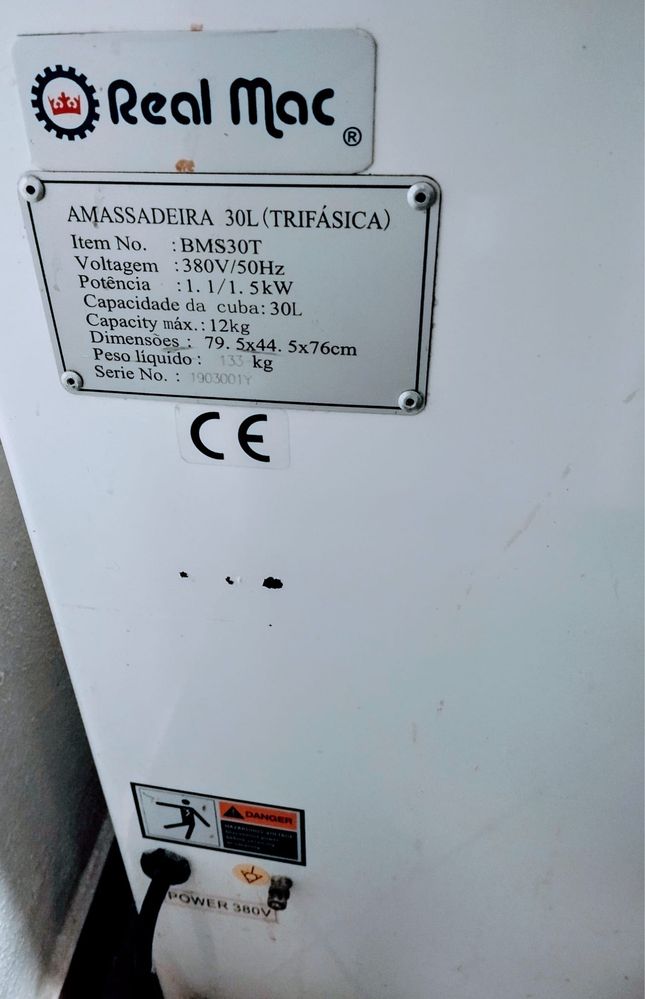 Real Mac ®
AMASSADEIRA 30L (TRIFÁSICA)
Item No. : BMS30T
Voltagem : 380V/50Hz
Potência : 1. 1/1. 5kW
Capacidade da cuba: 30L
Capacity máx.: 12kg
Dimensões : 79. 5x44. 5x76cm
Peso líquido : 133 kg
Serie No. : 1903001Y
CE
DANGER
HAZARDOUS VOLTAGE
POWER 380V